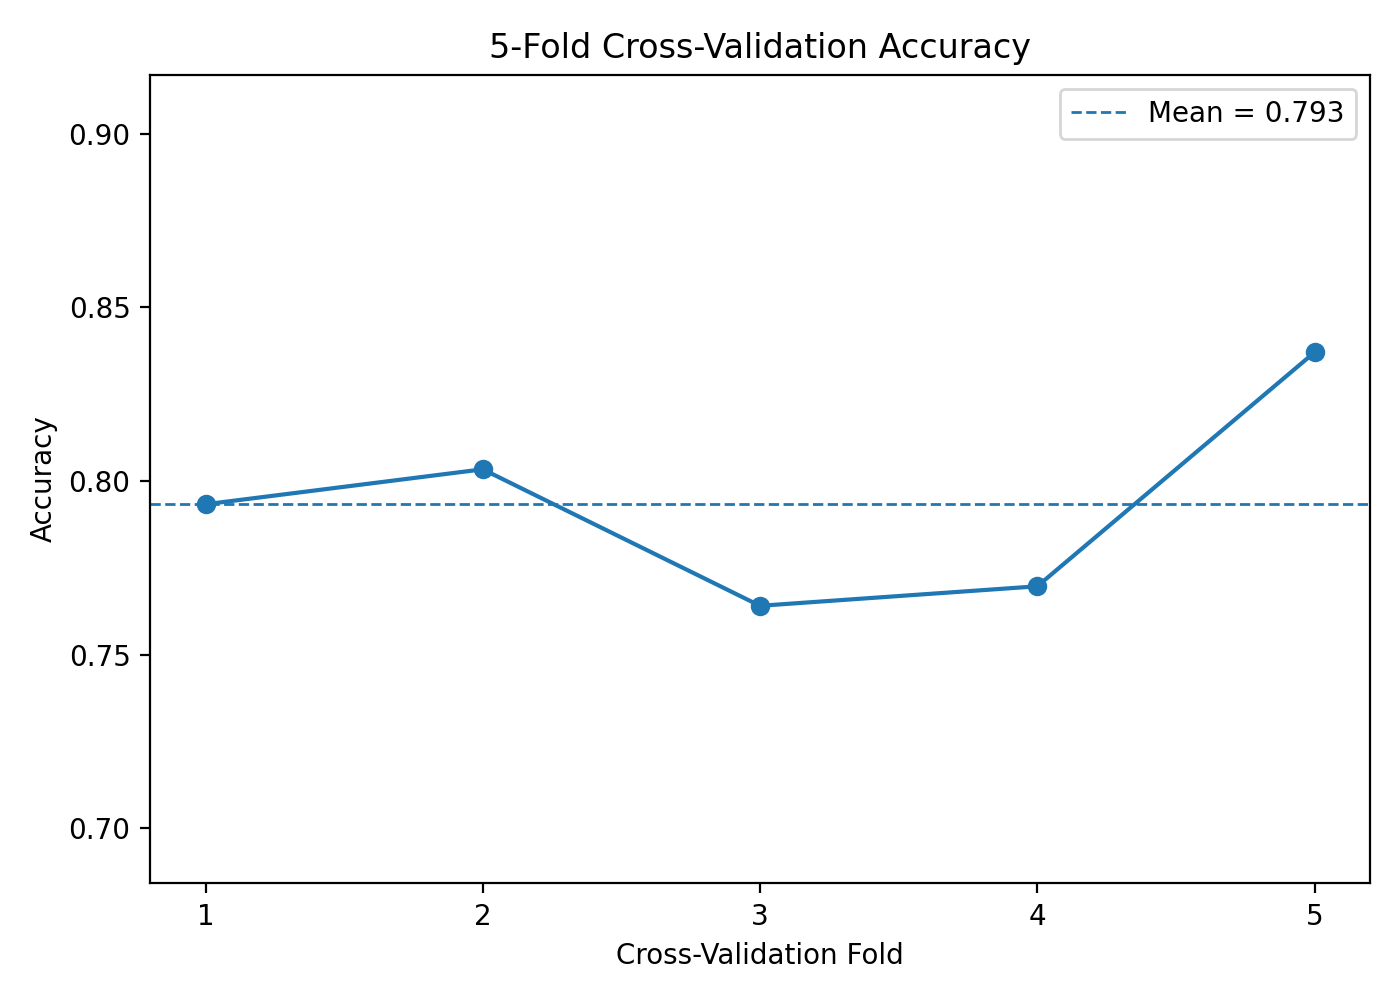 5-Fold Cross-Validation Accuracy
Mean = 0.793
0.90
0.85
0.80
0.75
0.70
Accuracy
1 2 3 4 5
Cross-Validation Fold